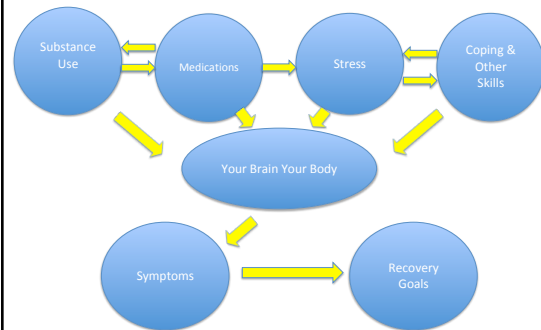 Substance
Use
Medications
Stress
Coping &
Other
Skills
Your Brain Your Body
Symptoms
Recovery
Goals